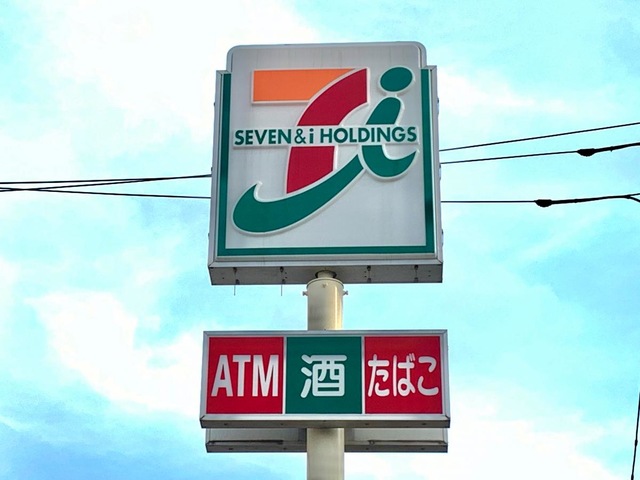 SEVEN & i HOLDINGS
ATM 酒 たばこ